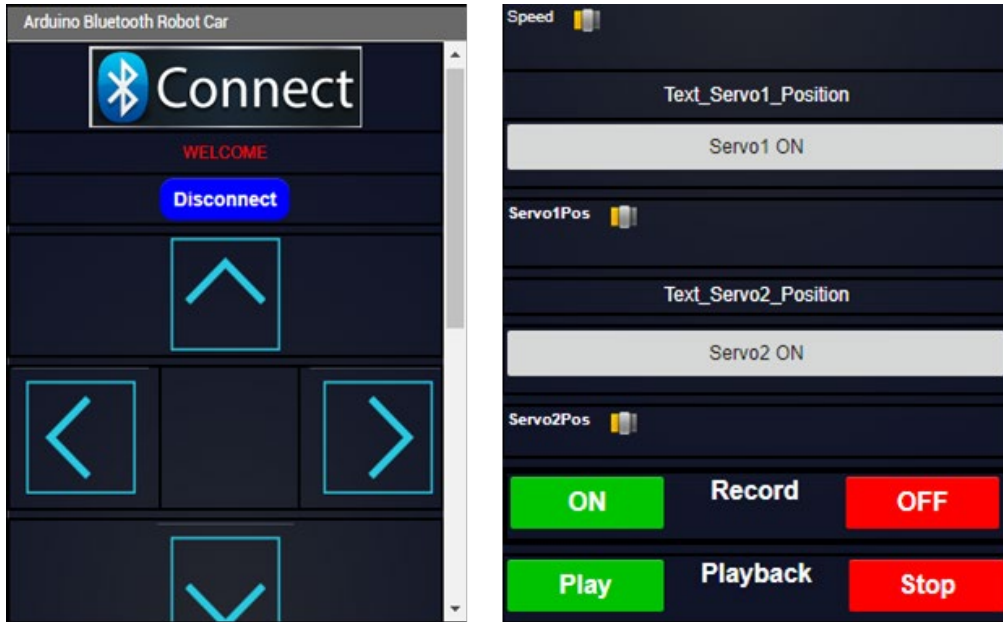 Arduino Bluetooth Robot Car
Connect
WELCOME
Disconnect
Speed
Text_Servo1_Position
Servo1 ON
Servo1Pos
Text_Servo2_Position
Servo2 ON
Servo2Pos
ON Record OFF
Play Playback Stop